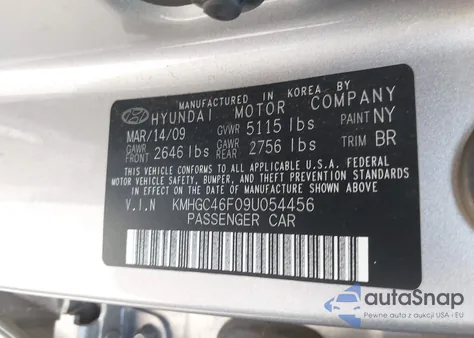 MANUFACTURED IN KOREA BY
HYUNDAI MOTOR COMPANY
MAR/14/09 GVWR 5115 lbs PAINT NY
GAWR FRONT 2646 lbs GAWR REAR 2756 lbs TRIM BR
THIS VEHICLE CONFORMS TO ALL APPLICABLE U.S.A. FEDERAL
MOTOR VEHICLE SAFETY, BUMPER, AND THEFT PREVENTION STANDARDS
IN EFFECT ON THE DATE OF MANUFACTURE SHOWN ABOVE.
V.I.N KMHGC46F09U054456
PASSENGER CAR
autaSnap
Pewne auta z aukcji USA i EU